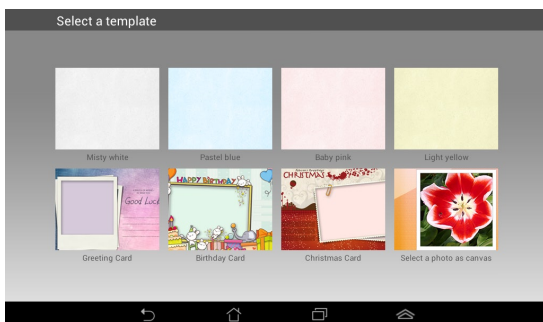 Select a template
Misty white
Pastel blue
Baby pink
Light yellow
Good Luck
HAPPY BIRTHDAY
CHRISTMAS
Greeting Card
Birthday Card
Christmas Card
Select a photo as canvas